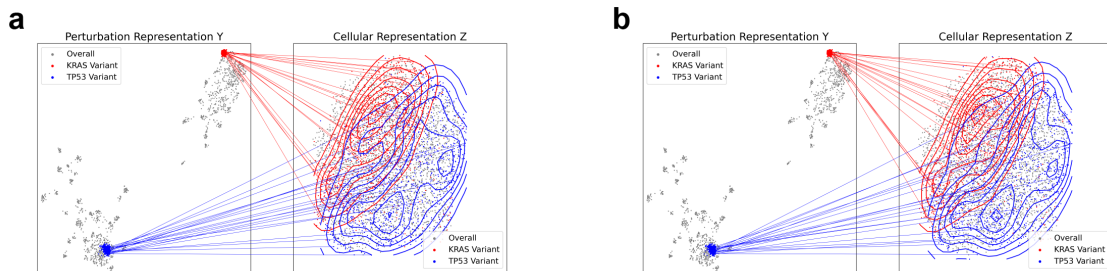 a
Perturbation Representation Y
Overall
KRAS Variant
TP53 Variant
Cellular Representation Z
Overall
KRAS Variant
TP53 Variant
b
Perturbation Representation Y
Overall
KRAS Variant
TP53 Variant
Cellular Representation Z
Overall
KRAS Variant
TP53 Variant